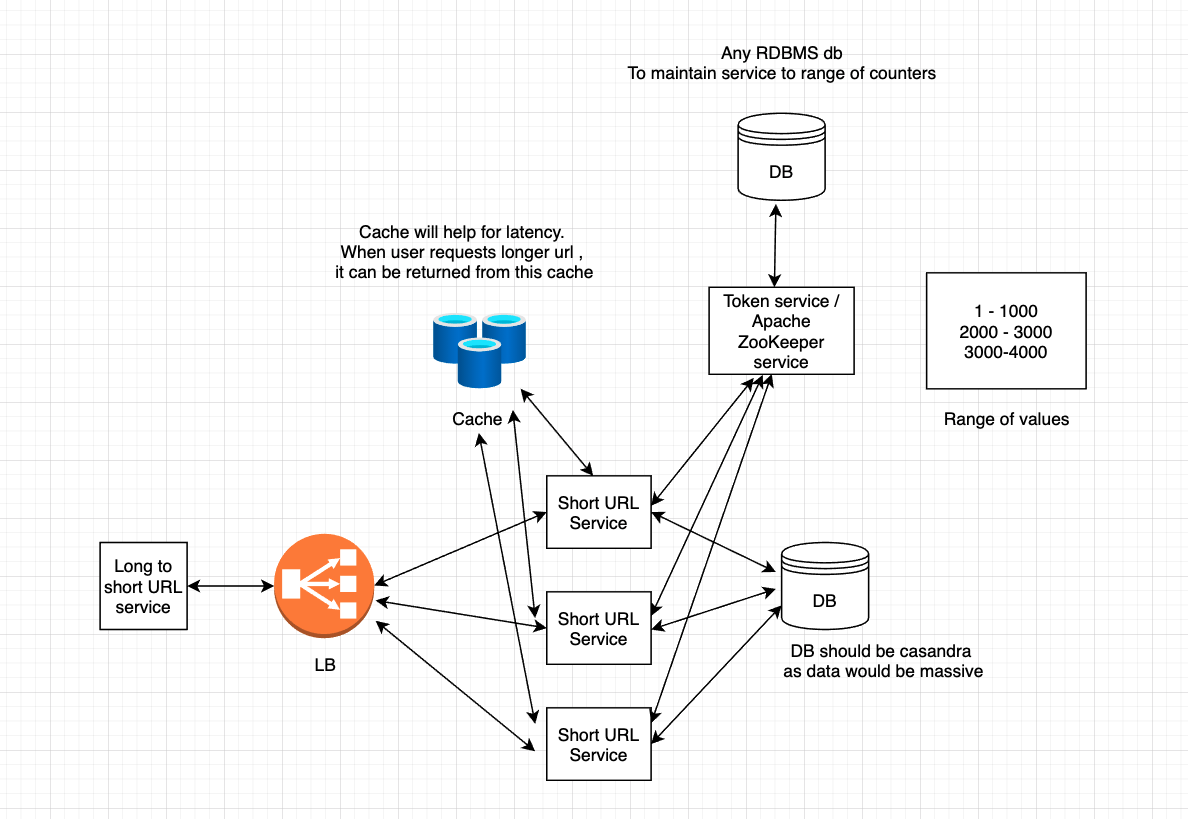 Any RDBMS db
To maintain service to range of counters
DB
Cache will help for latency.
When user requests longer url ,
it can be returned from this cache
Token service /
Apache
ZooKeeper
service
1 - 1000
2000 - 3000
3000-4000
Range of values
Cache
Short URL
Service
Long to
short URL
service
LB
Short URL
Service
DB
DB should be casandra
as data would be massive
Short URL
Service